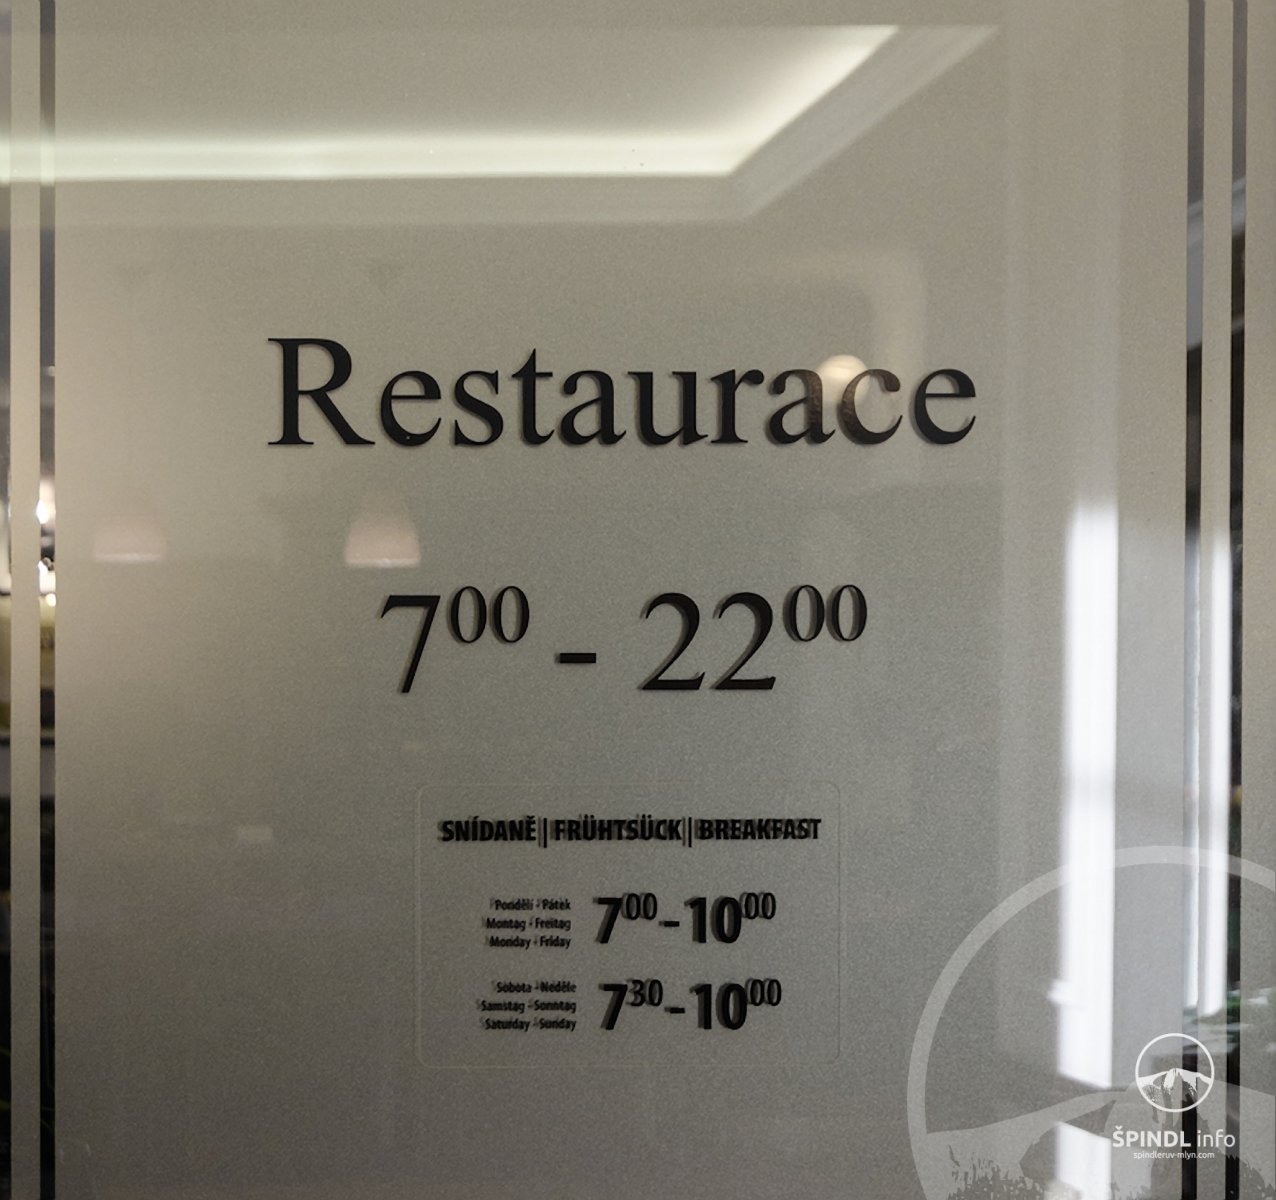 Restaurace
7⁰⁰ - 22⁰⁰
SNÍDANĚ | FRÜHTSÜCK | BREAKFAST
Pondělí - Pátek
Montag - Freitag
Monday - Friday
7⁰⁰ - 10⁰⁰
Sobota - Neděle
Samstag - Sonntag
Saturday - Sunday
7³⁰ - 10⁰⁰
ŠPINDL info
spindleruv-mlyn.com